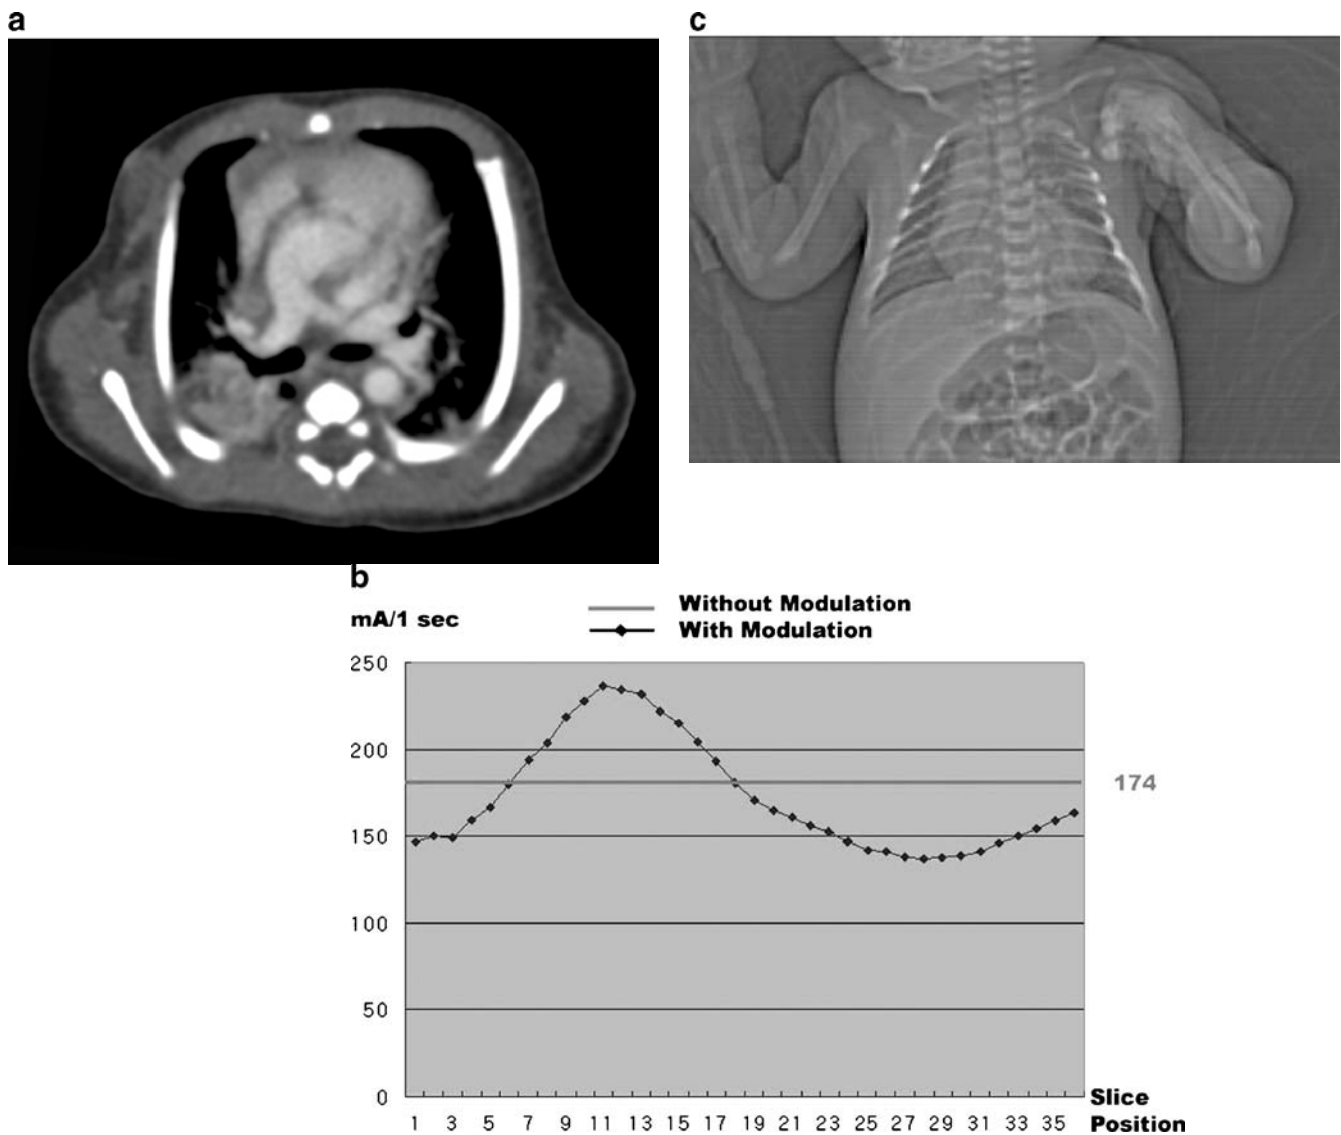 a
c
b
mA/1 sec
Without Modulation
With Modulation
250
200
174
150
100
50
0
1 3 5 7 9 11 13 15 17 19 21 23 25 27 29 31 33 35
Slice
Position